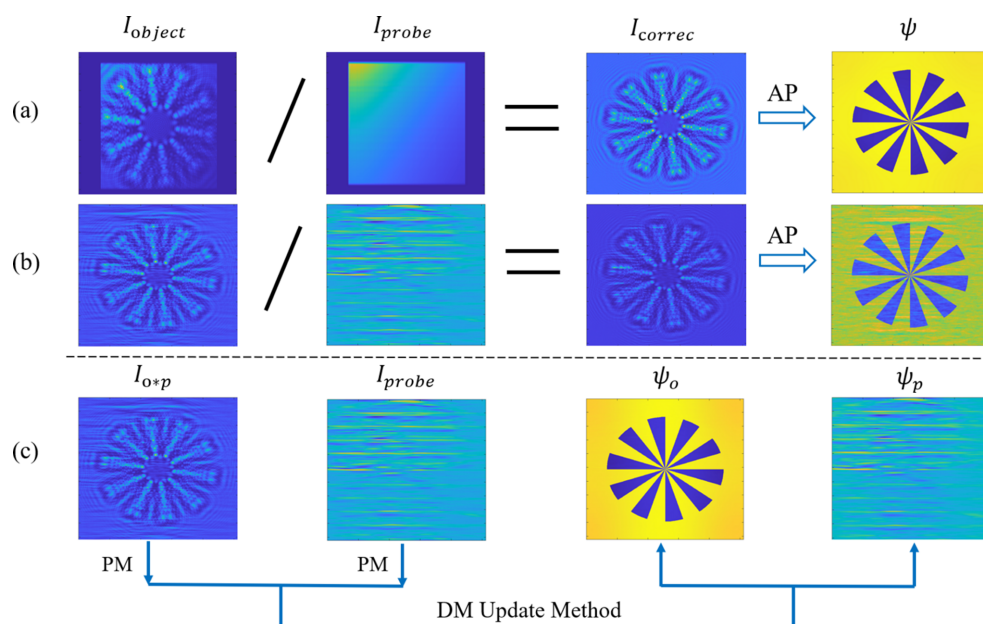 I_object I_probe I_correc ψ
(a) AP
(b) AP
I_o*p I_probe ψ_o ψ_p
(c)
PM PM
DM Update Method